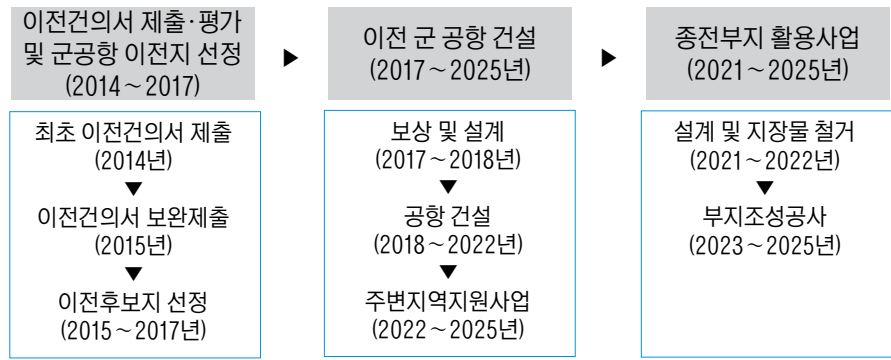 이전건의서 제출·평가
및 군공항 이전지 선정
(2014～2017)
▶
이전 군 공항 건설
(2017～2025년)
▶
종전부지 활용사업
(2021～2025년)
최초 이전건의서 제출
(2014년)
▼
이전건의서 보완제출
(2015년)
▼
이전후보지 선정
(2015～2017년)
보상 및 설계
(2017～2018년)
▼
공항 건설
(2018～2022년)
▼
주변지역지원사업
(2022～2025년)
설계 및 지장물 철거
(2021～2022년)
▼
부지조성공사
(2023～2025년)